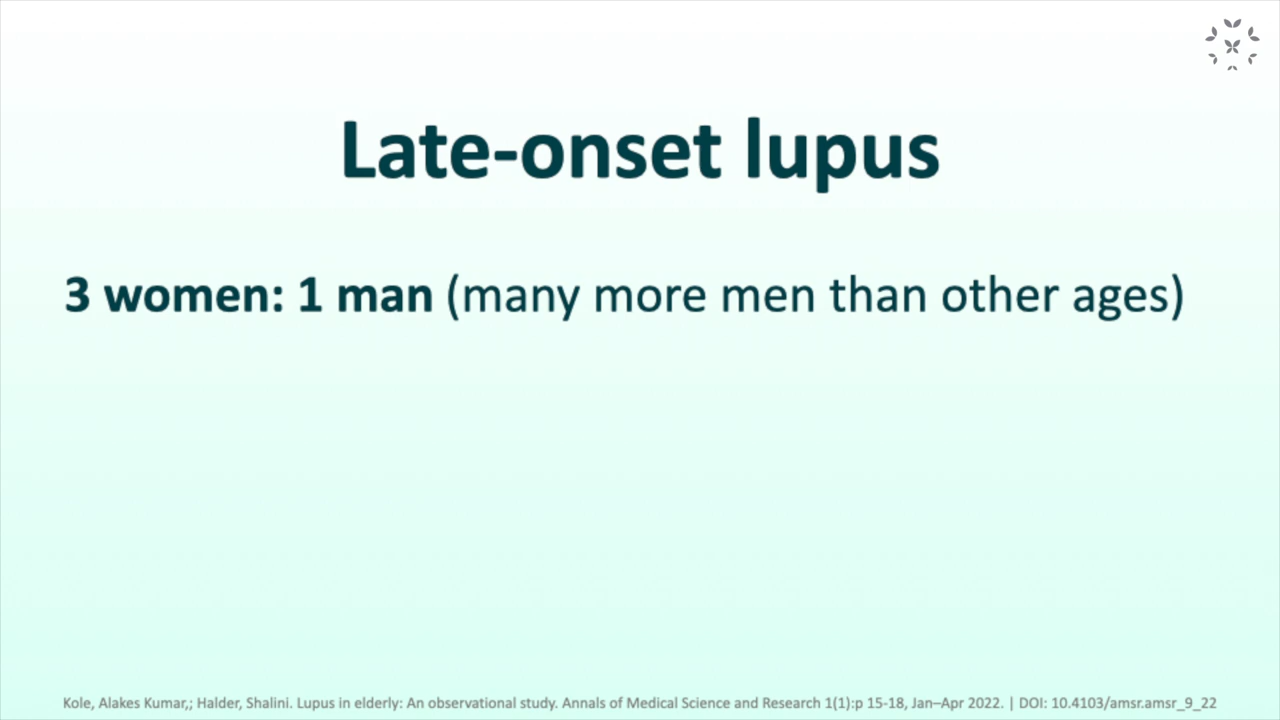 Late-onset lupus
3 women: 1 man (many more men than other ages)
Kole, Alakes Kumar,; Halder, Shalini. Lupus in elderly: An observational study. Annals of Medical Science and Research 1(1):p 15-18, Jan–Apr 2022. | DOI: 10.4103/amsr.amsr_9_22